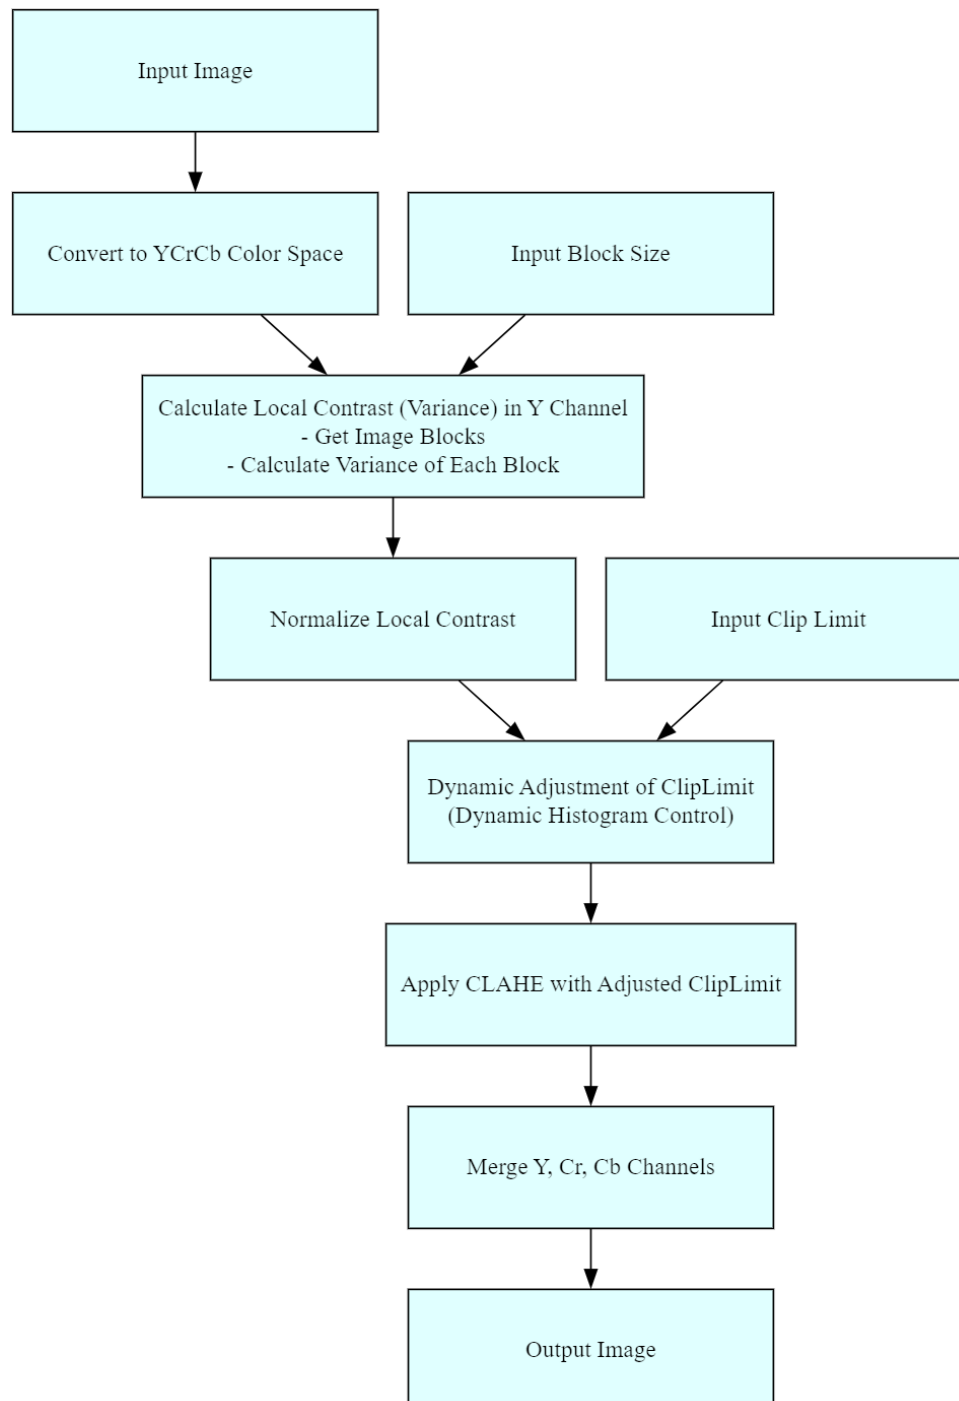 Input Image
Convert to YCrCb Color Space
Input Block Size
Calculate Local Contrast (Variance) in Y Channel
- Get Image Blocks
- Calculate Variance of Each Block
Normalize Local Contrast
Input Clip Limit
Dynamic Adjustment of ClipLimit
(Dynamic Histogram Control)
Apply CLAHE with Adjusted ClipLimit
Merge Y, Cr, Cb Channels
Output Image